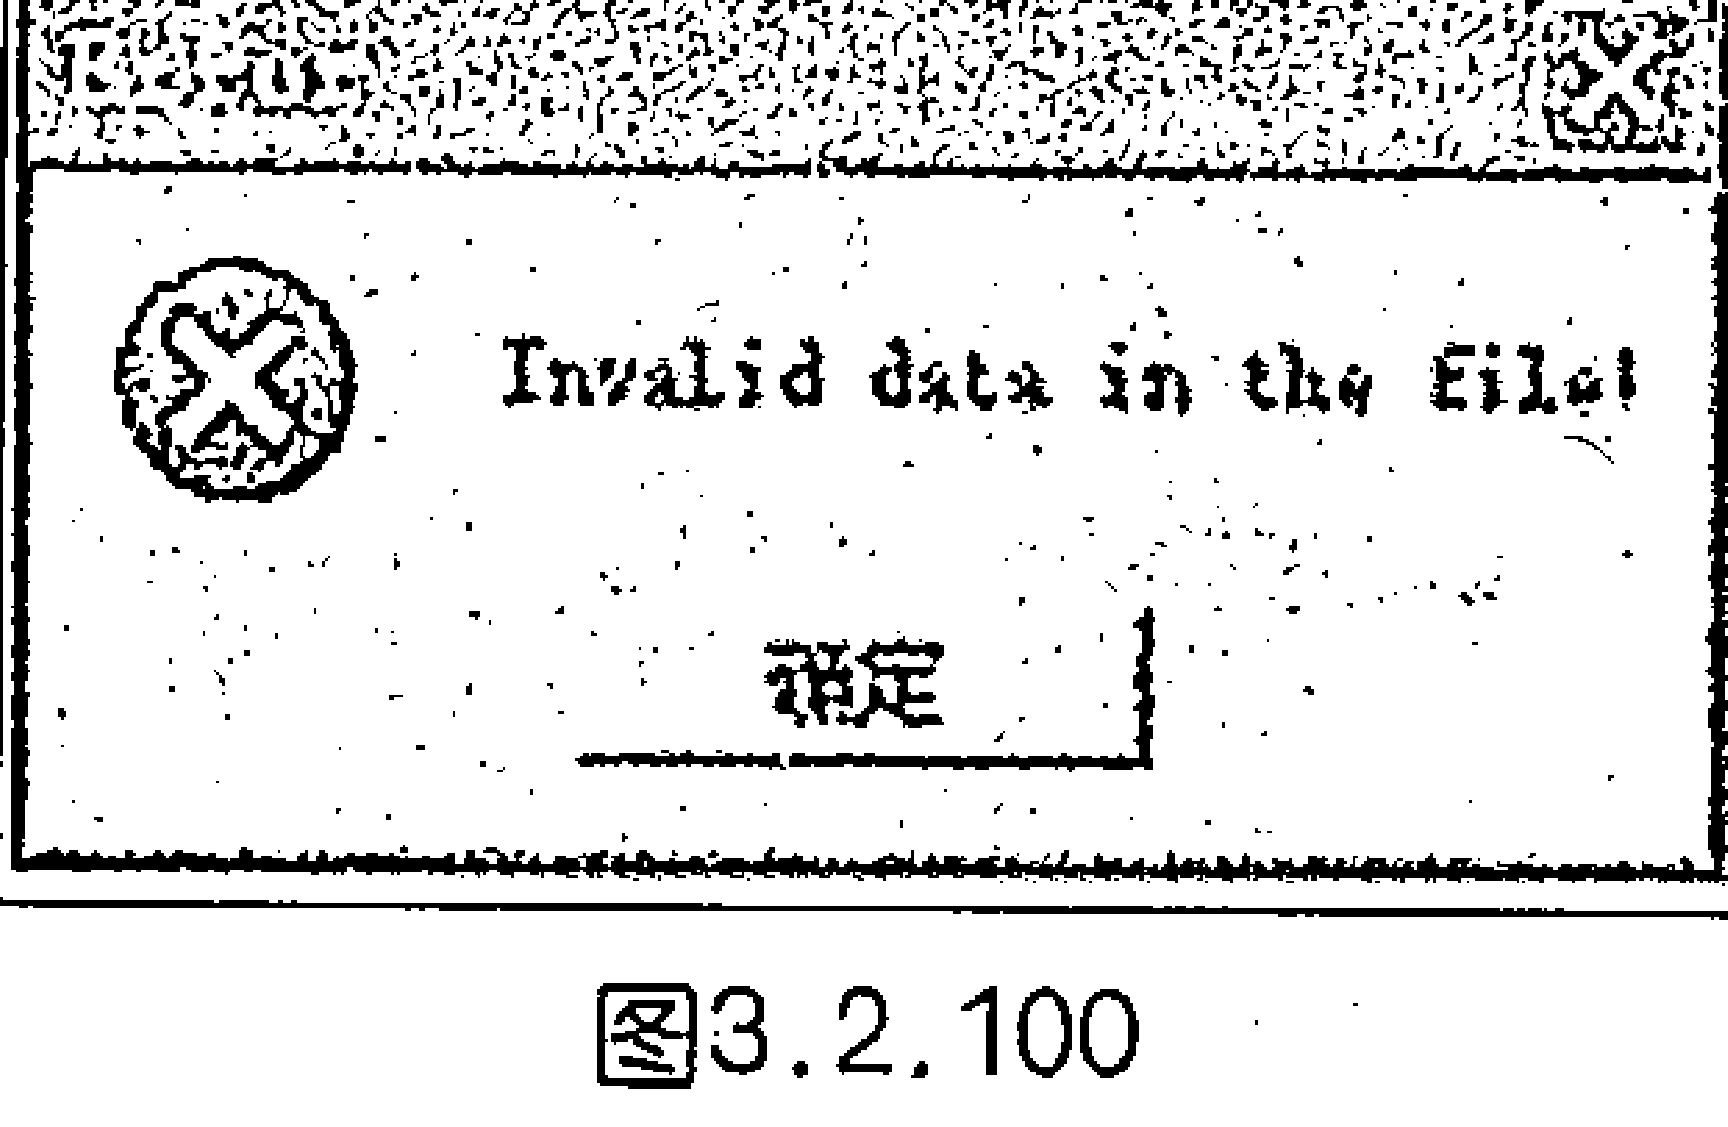 Invalid data in the File!
确定
图3.2.100